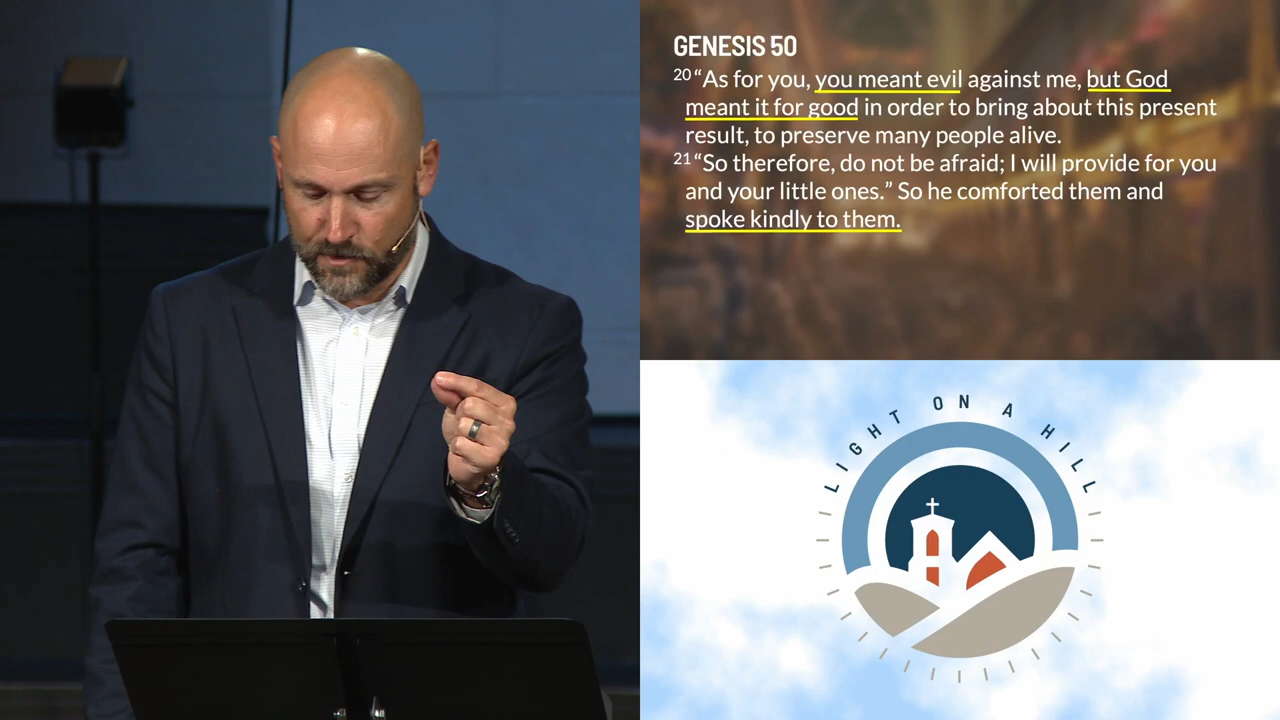 GENESIS 50
20 “As for you, you meant evil against me, but God
meant it for good in order to bring about this present
result, to preserve many people alive.
21 “So therefore, do not be afraid; I will provide for you
and your little ones.” So he comforted them and
spoke kindly to them.
LIGHT ON A HILL